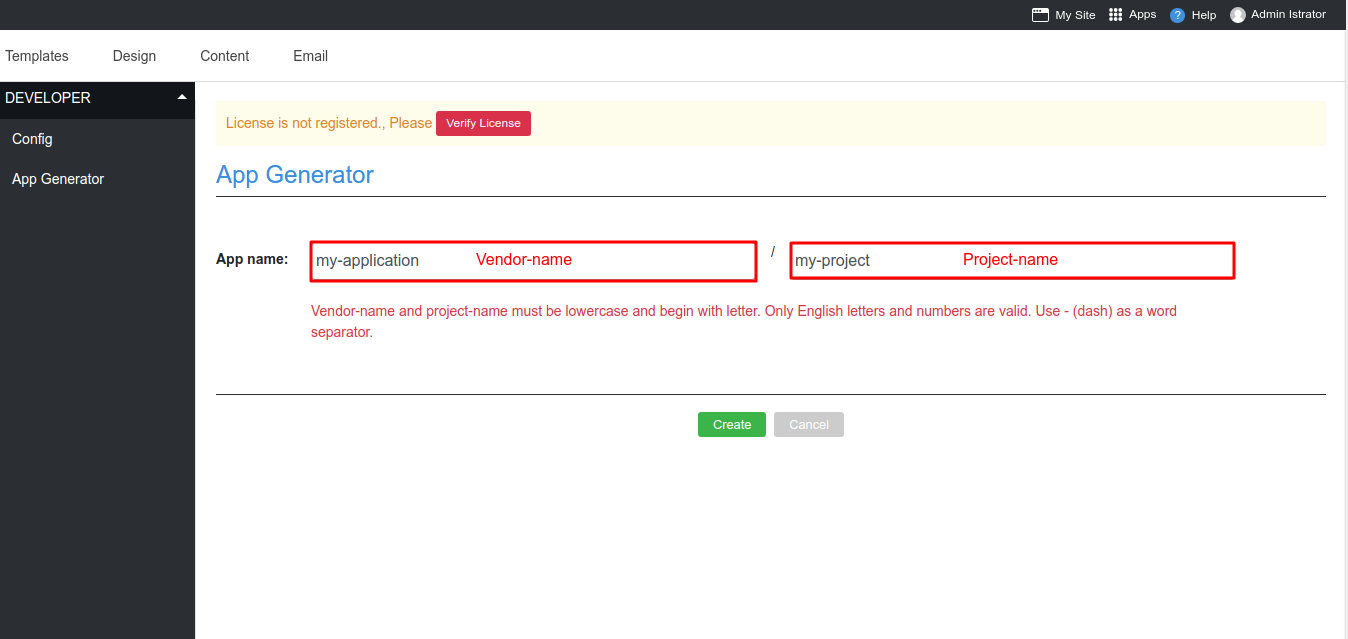 My Site Apps ? Help Admin Istrator
Templates Design Content Email
DEVELOPER
Config
App Generator
License is not registered., Please Verify License
App Generator
App name: my-application Vendor-name / my-project Project-name
Vendor-name and project-name must be lowercase and begin with letter. Only English letters and numbers are valid. Use - (dash) as a word
separator.
Create Cancel